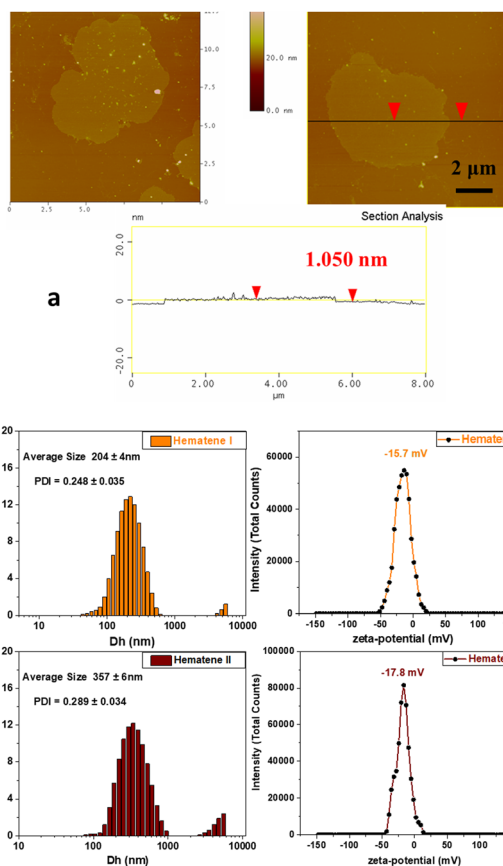 12.5
10.0
7.5
5.0
2.5
0
0
2.5
5.0
20.0 nm
0.0 nm
2 µm
nm
Section Analysis
20.0
0
-20.0
1.050 nm
a
0
2.00
4.00
6.00
8.00
µm
20
16
12
8
4
0
Hematene I
Average Size 204 ± 4nm
PDI = 0.248 ± 0.035
10
100
1000
10000
Dh (nm)
Intensity (Total Counts)
60000
40000
20000
0
Hematene
-15.7 mV
-150
-100
-50
0
50
100
zeta-potential (mV)
20
16
12
8
4
0
Hematene II
Average Size 357 ± 6nm
PDI = 0.289 ± 0.034
10
100
1000
10000
Dh (nm)
Intensity (Total Counts)
100000
80000
60000
40000
20000
0
Hematen
-17.8 mV
-150
-100
-50
0
50
100
zeta-potential (mV)